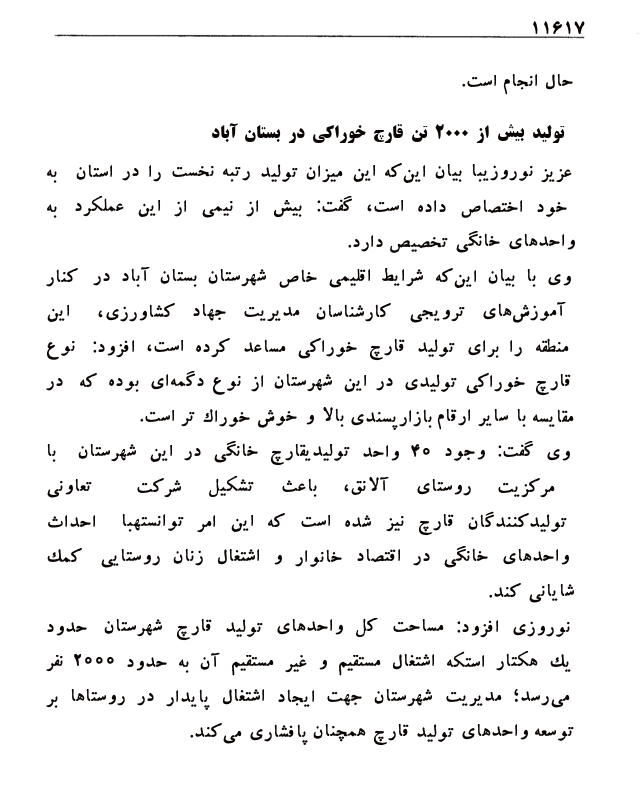 ۱۱۶۱۷
حال انجام است.
تولید بیش از ۲۰۰۰ تن قارچ خوراکی در بستان آباد
عزیز نوروزیبا بیان این‌که این میزان تولید رتبه نخست را در استان به
خود اختصاص داده است، گفت: بیش از نیمی از این عملکرد به
واحدهای خانگی تخصیص دارد.
وی با بیان این‌که شرایط اقلیمی خاص شهرستان بستان آباد در کنار
آموزش‌های ترویجی کارشناسان مدیریت جهاد کشاورزی، این
منطقه را برای تولید قارچ خوراکی مساعد کرده است، افزود: نوع
قارچ خوراکی تولیدی در این شهرستان از نوع دگمه‌ای بوده که در
مقایسه با سایر ارقام بازارپسندی بالا و خوش خوراك تر است.
وی گفت: وجود ۴۰ واحد تولیدیقارچ خانگی در این شهرستان با
مرکزیت روستای آلانق، باعث تشکیل شرکت تعاونی
تولیدکنندگان قارچ نیز شده است که این امر توانستهبا احداث
واحدهای خانگی در اقتصاد خانوار و اشتغال زنان روستایی کمك
شایانی کند.
نوروزی افزود: مساحت کل واحدهای تولید قارچ شهرستان حدود
یك هکتار استکه اشتغال مستقیم و غیر مستقیم آن به حدود ۲۰۰۰ نفر
می‌رسد؛ مدیریت شهرستان جهت ایجاد اشتغال پایدار در روستاها بر
توسعه واحدهای تولید قارچ همچنان پافشاری می‌کند.